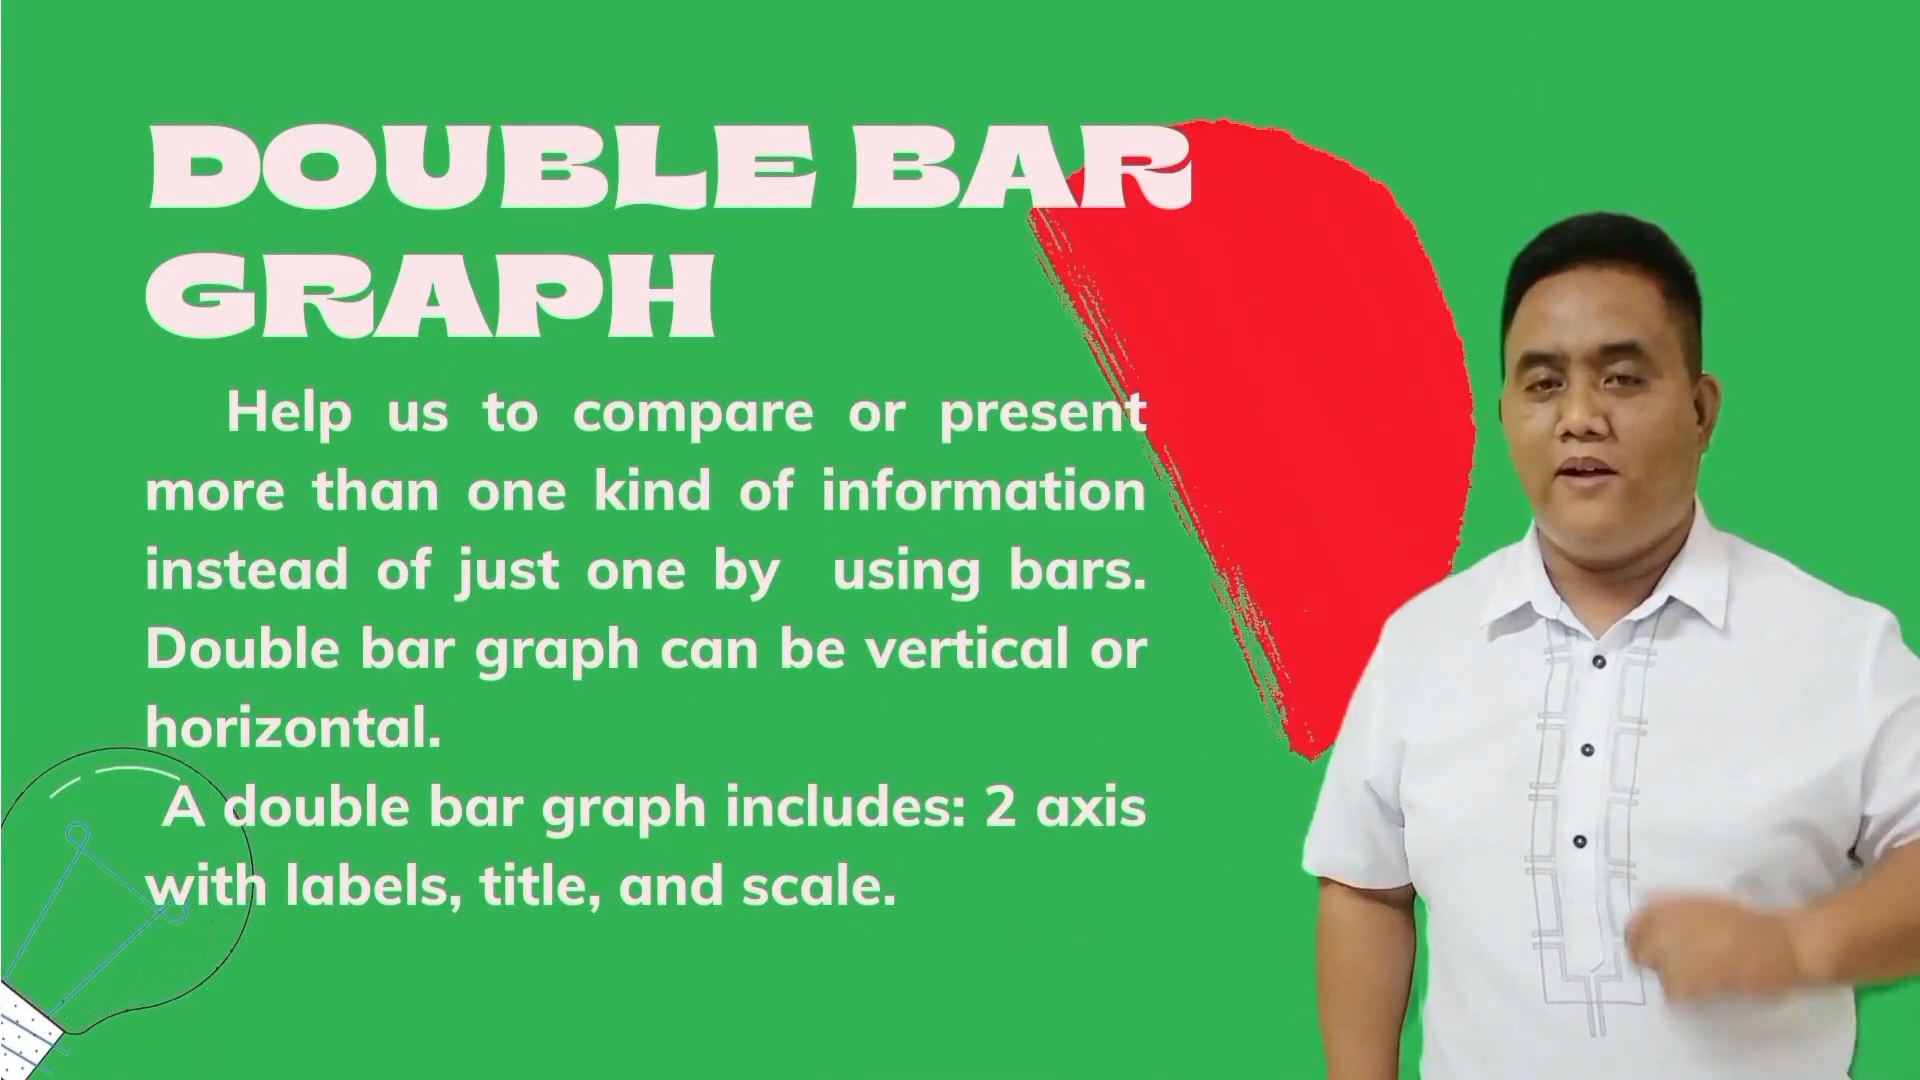 DOUBLE BAR
GRAPH
Help us to compare or present
more than one kind of information
instead of just one by using bars.
Double bar graph can be vertical or
horizontal.
A double bar graph includes: 2 axis
with labels, title, and scale.